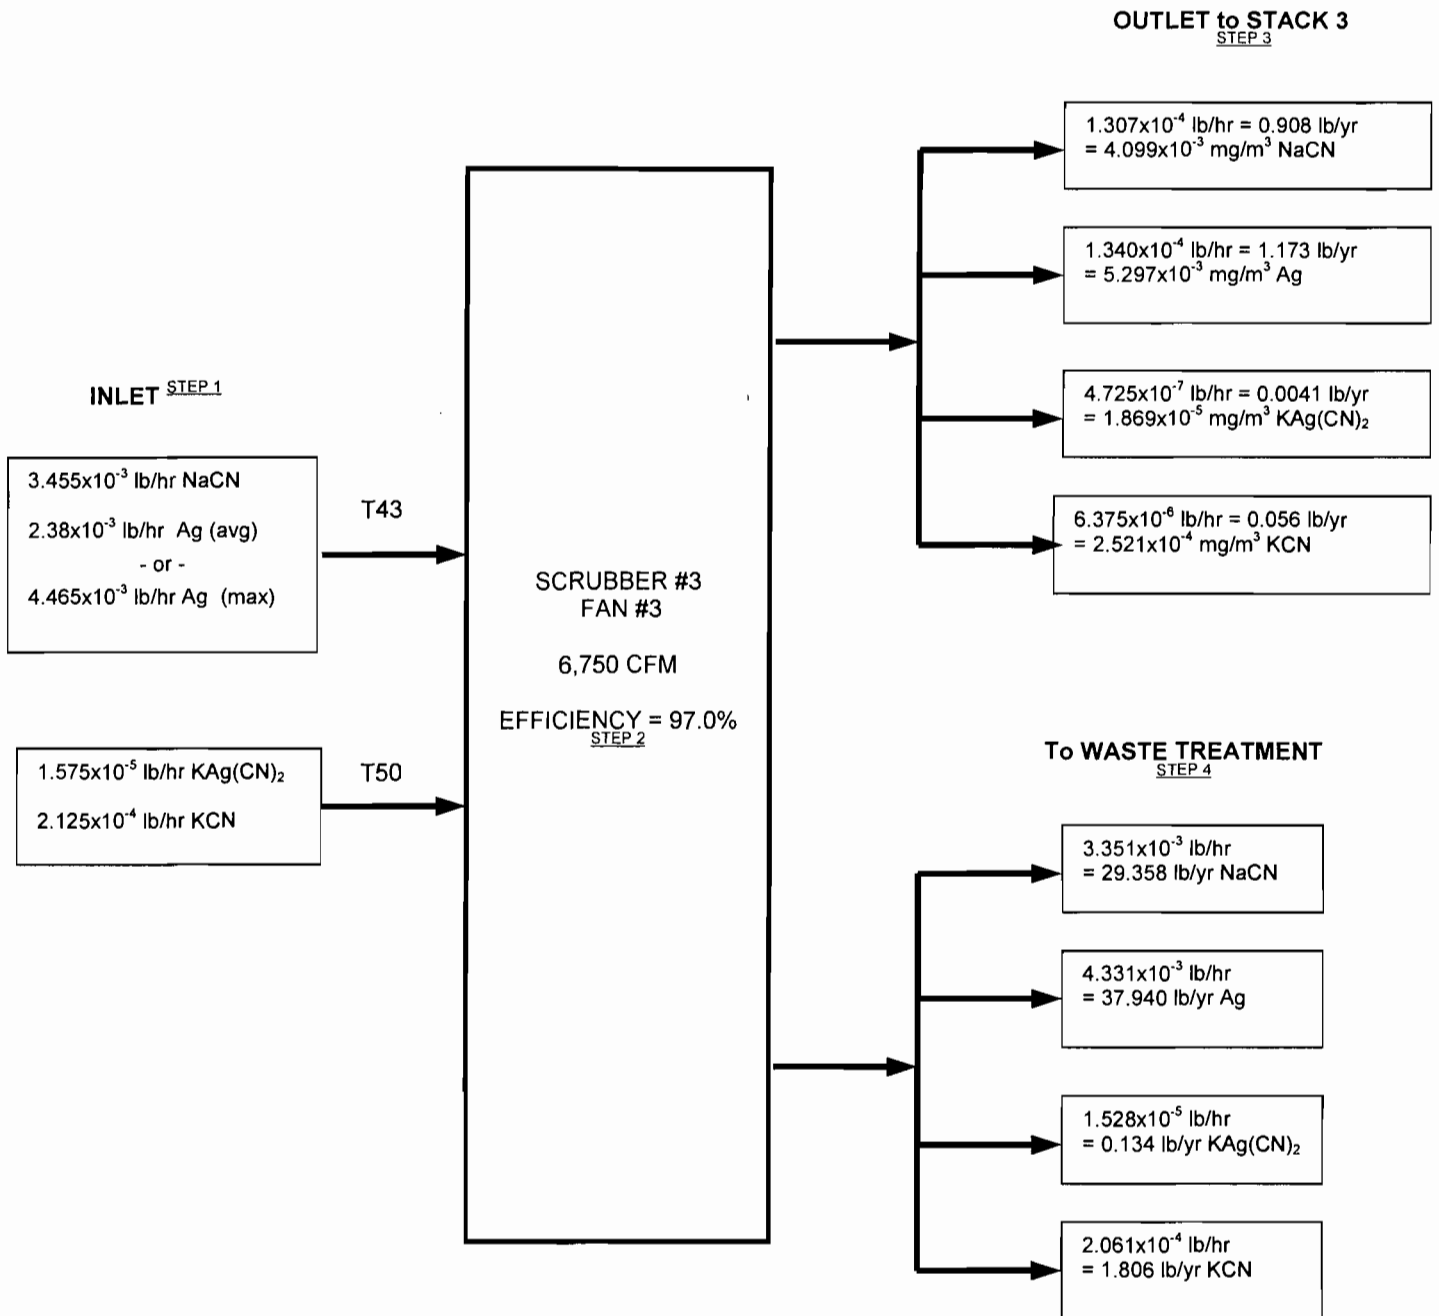 OUTLET to STACK 3
STEP 3
1.307x10⁻⁴ lb/hr = 0.908 lb/yr
= 4.099x10⁻³ mg/m³ NaCN
1.340x10⁻⁴ lb/hr = 1.173 lb/yr
= 5.297x10⁻³ mg/m³ Ag
4.725x10⁻⁷ lb/hr = 0.0041 lb/yr
= 1.869x10⁻⁵ mg/m³ KAg(CN)₂
6.375x10⁻⁶ lb/hr = 0.056 lb/yr
= 2.521x10⁻⁴ mg/m³ KCN
INLET STEP 1
3.455x10⁻³ lb/hr NaCN
2.38x10⁻³ lb/hr Ag (avg)
- or -
4.465x10⁻³ lb/hr Ag (max)
T43
1.575x10⁻⁵ lb/hr KAg(CN)₂
2.125x10⁻⁴ lb/hr KCN
T50
SCRUBBER #3
FAN #3
6,750 CFM
EFFICIENCY = 97.0%
STEP 2
To WASTE TREATMENT
STEP 4
3.351x10⁻³ lb/hr
= 29.358 lb/yr NaCN
4.331x10⁻³ lb/hr
= 37.940 lb/yr Ag
1.528x10⁻⁵ lb/hr
= 0.134 lb/yr KAg(CN)₂
2.061x10⁻⁴ lb/hr
= 1.806 lb/yr KCN